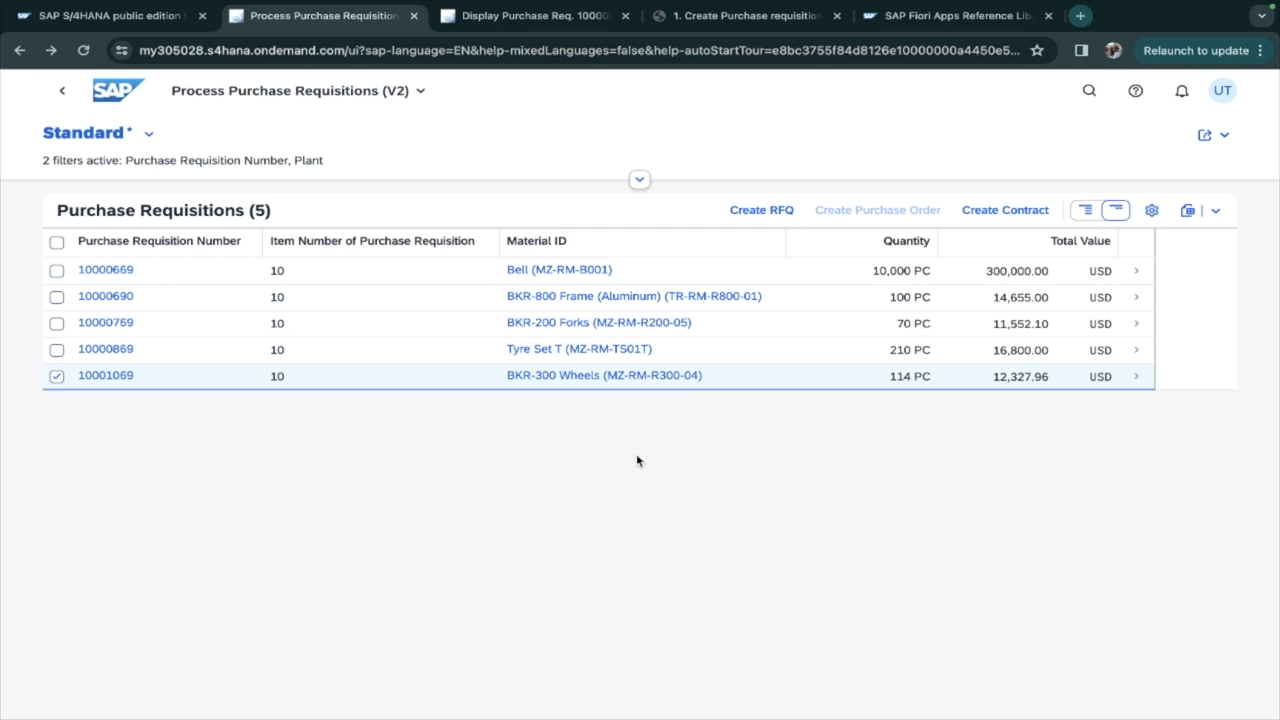 SAP S/4HANA public edition
Process Purchase Requisition
Display Purchase Req. 10000
1. Create Purchase requisition
SAP Fiori Apps Reference Lib
my305028.s4hana.ondemand.com/ui?sap-language=EN&help-mixedLanguages=false&help-autoStartTour=e8bc3755f84d8126e10000000a4450e5...
Relaunch to update
SAP
Process Purchase Requisitions (V2)
UT
Standard*
2 filters active: Purchase Requisition Number, Plant
Purchase Requisitions (5)
Create RFQ
Create Purchase Order
Create Contract
Purchase Requisition Number Item Number of Purchase Requisition Material ID Quantity Total Value
10000669 10 Bell (MZ-RM-B001) 10,000 PC 300,000.00 USD
10000690 10 BKR-800 Frame (Aluminum) (TR-RM-R800-01) 100 PC 14,655.00 USD
10000769 10 BKR-200 Forks (MZ-RM-R200-05) 70 PC 11,552.10 USD
10000869 10 Tyre Set T (MZ-RM-TS01T) 210 PC 16,800.00 USD
10001069 10 BKR-300 Wheels (MZ-RM-R300-04) 114 PC 12,327.96 USD